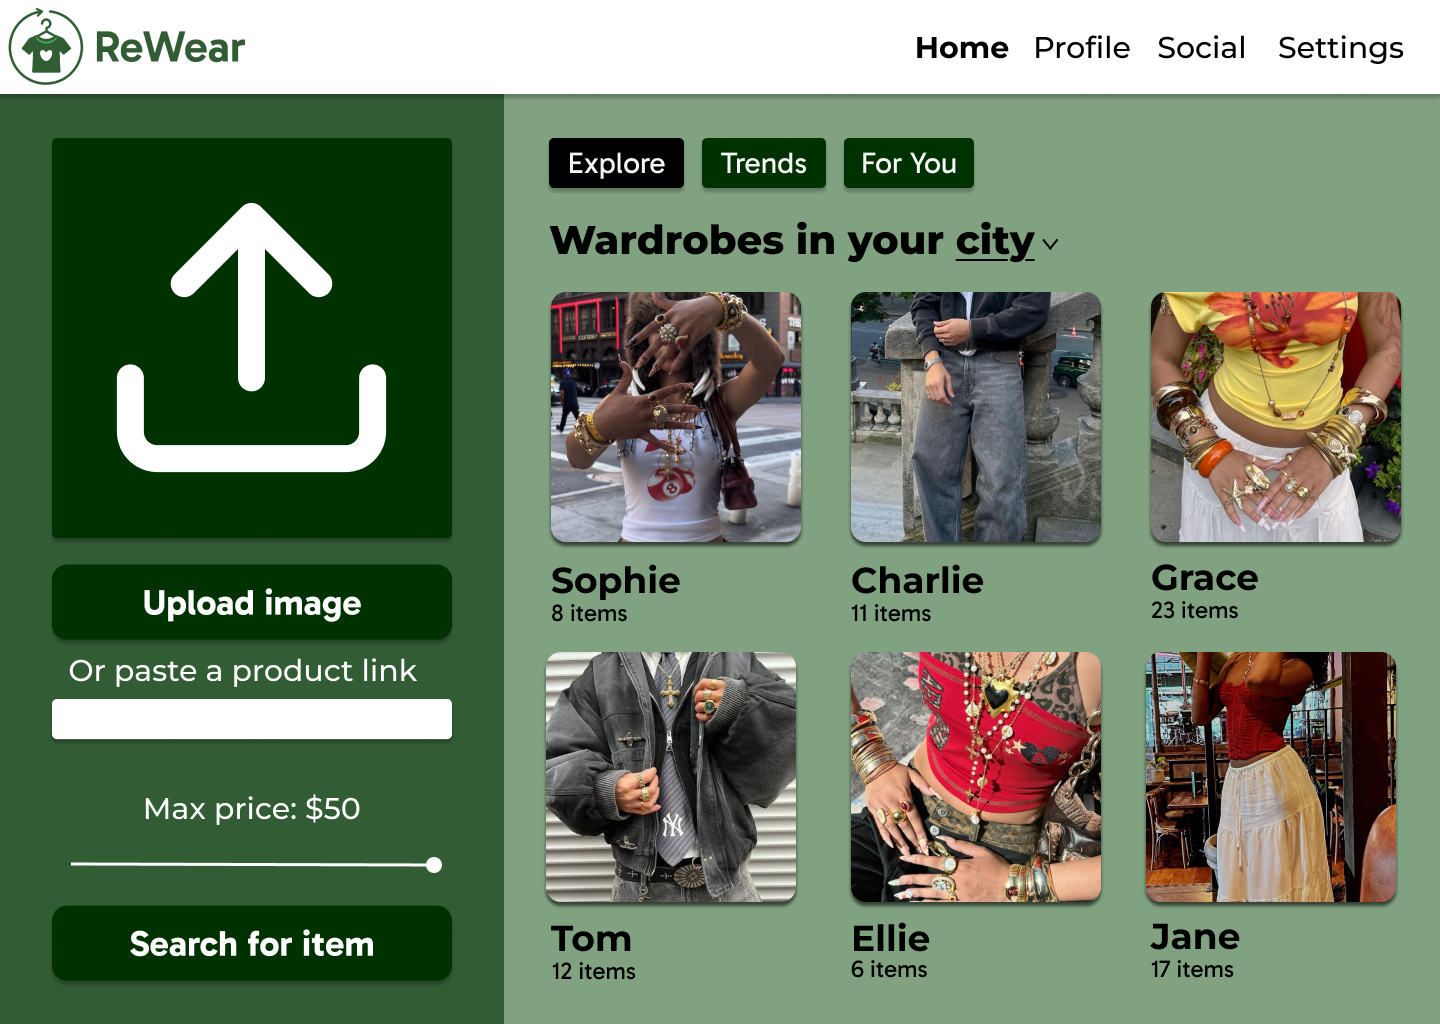 ReWear
Home Profile Social Settings
Upload image
Or paste a product link
Max price: $50
Search for item
Explore Trends For You
Wardrobes in your city
8
Sophie
8 items
Charlie
11 items
Grace
23 items
NY
Tom
12 items
Ellie
6 items
Jane
17 items